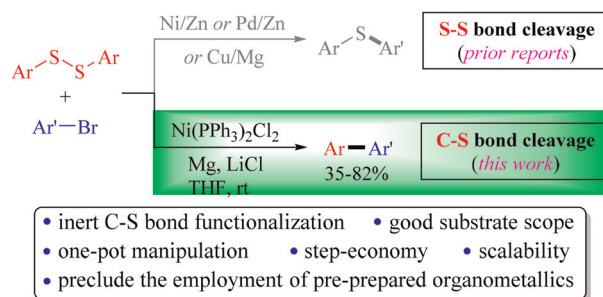 Ni/Zn or Pd/Zn
or Cu/Mg
Ar S S Ar
+
Ar'—Br
Ar S Ar'
S-S bond cleavage
(prior reports)
Ni(PPh3)2Cl2
Mg, LiCl
THF, rt
Ar—Ar'
35-82%
C-S bond cleavage
(this work)
• inert C-S bond functionalization • good substrate scope
• one-pot manipulation • step-economy • scalability
• preclude the employment of pre-prepared organometallics